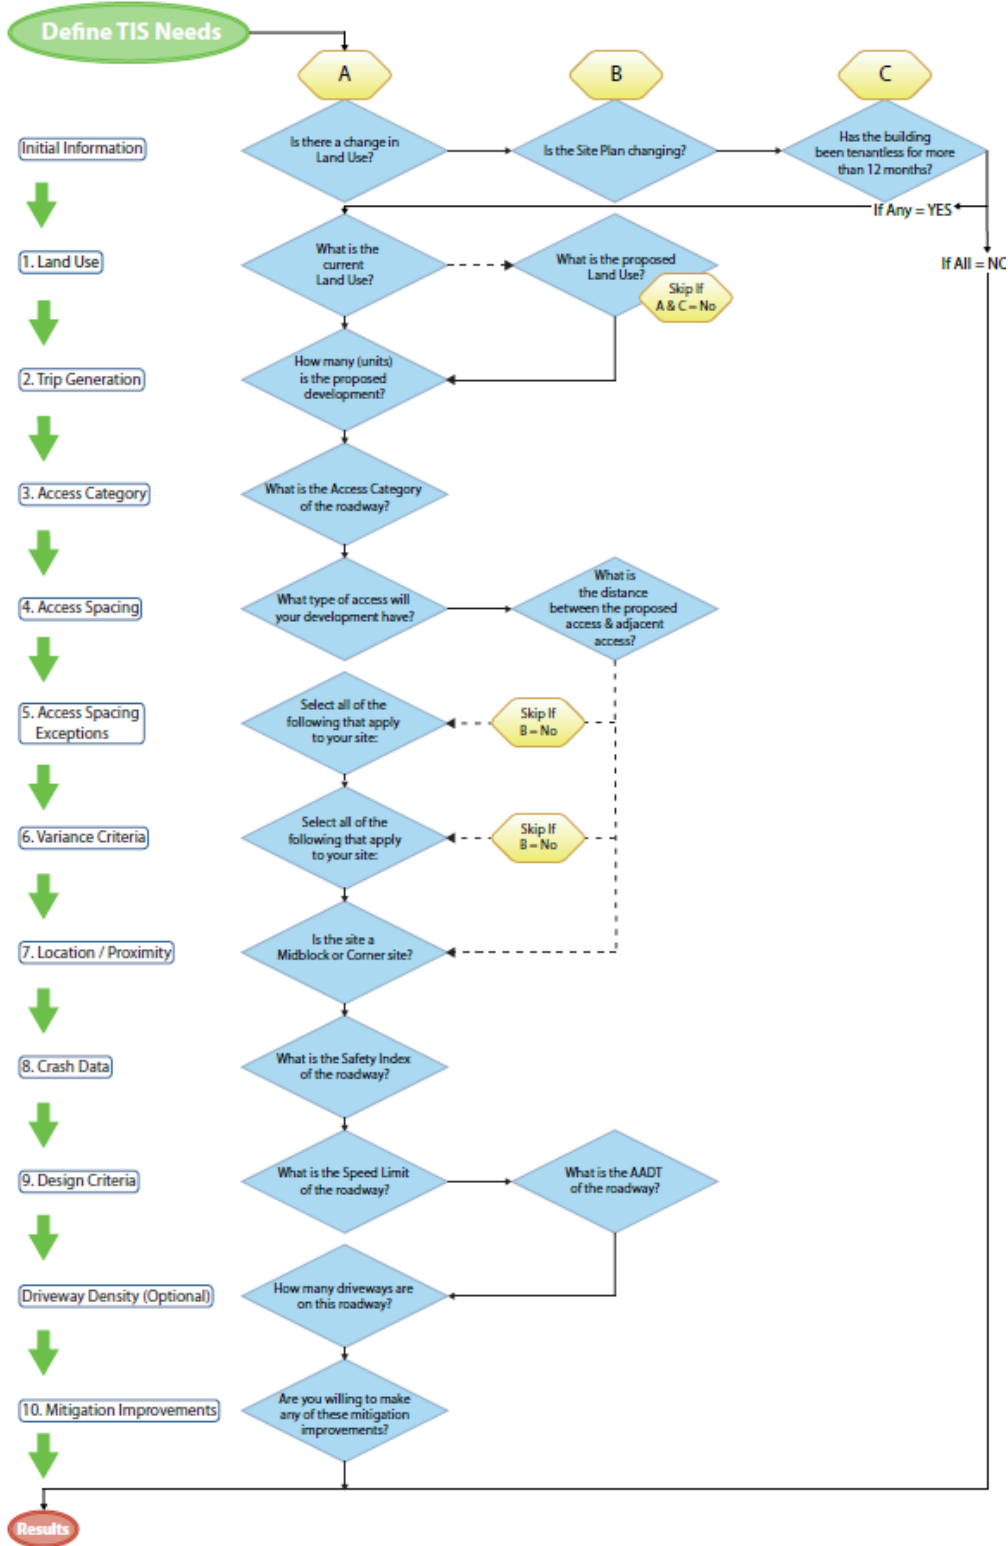 Define TIS Needs
A
B
C
Initial Information
Is there a change in
Land Use?
Is the Site Plan changing?
Has the building
been tenantless for more
than 12 months?
If Any = YES
If All = NO
1. Land Use
What is the
current
Land Use?
What is the proposed
Land Use?
Skip If
A & C = No
2. Trip Generation
How many (units)
is the proposed
development?
3. Access Category
What is the Access Category
of the roadway?
4. Access Spacing
What type of access will
your development have?
What is
the distance
between the proposed
access & adjacent
access?
5. Access Spacing
Exceptions
Select all of the
following that apply
to your site:
Skip If
B = No
6. Variance Criteria
Select all of the
following that apply
to your site:
Skip If
B = No
7. Location / Proximity
Is the site a
Midblock or Corner site?
8. Crash Data
What is the Safety Index
of the roadway?
9. Design Criteria
What is the Speed Limit
of the roadway?
What is the AADT
of the roadway?
Driveway Density (Optional)
How many driveways are
on this roadway?
10. Mitigation Improvements
Are you willing to make
any of these mitigation
improvements?
Results